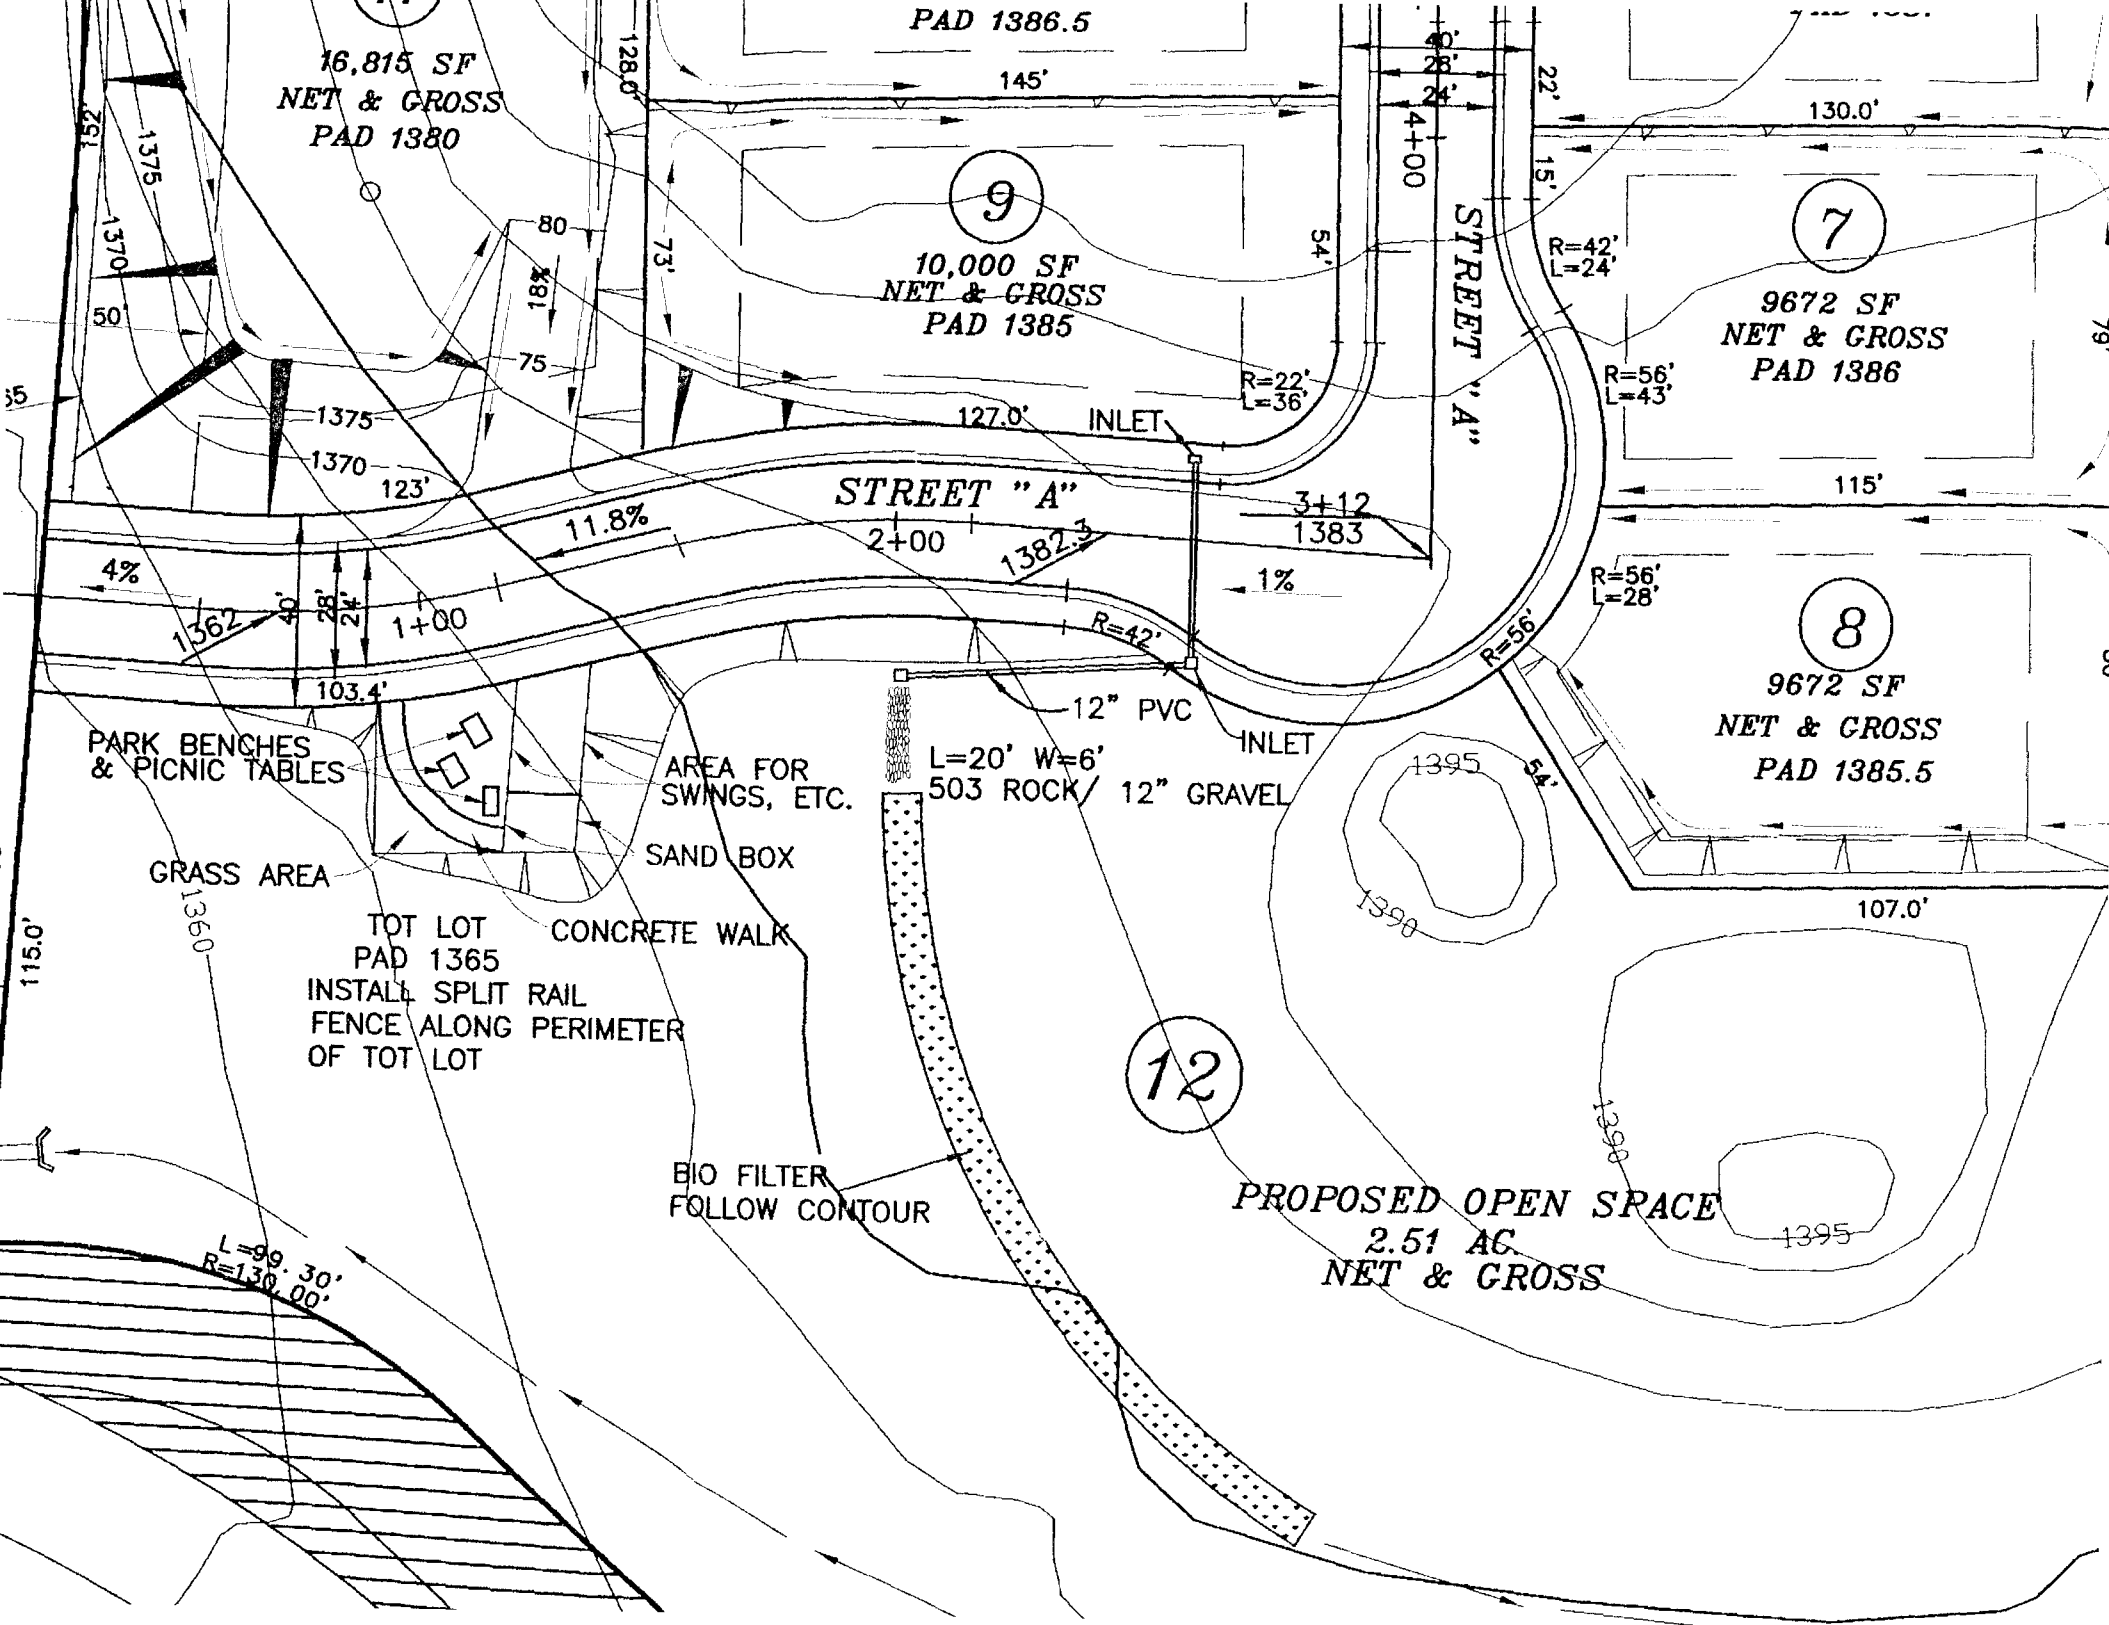 PAD 1386.5
16,815 SF
NET & GROSS
PAD 1380
152'
1375
1370
128.0'
145'
40'
28'
24'
4+00
22'
15'
130.0'
9
10,000 SF
NET & GROSS
PAD 1385
7
9672 SF
NET & GROSS
PAD 1386
R=42'
L=24'
R=56'
L=43'
STREET "A"
54'
73'
80
18%
75
50'
79'
1375
1370
123'
R=22'
L=36'
127.0'
INLET
115'
STREET "A"
11.8%
2+00
1382.3
3+12
1383
4%
1362
40'
28'
24'
1+00
1%
R=42'
R=56'
R=56'
L=28'
8
9672 SF
NET & GROSS
PAD 1385.5
103.4'
12" PVC
INLET
PARK BENCHES
& PICNIC TABLES
AREA FOR
SWINGS, ETC.
L=20' W=6'
503 ROCK/ 12" GRAVEL
1395
54'
SAND BOX
GRASS AREA
1360
1390
107.0'
115.0'
TOT LOT
PAD 1365
INSTALL SPLIT RAIL
FENCE ALONG PERIMETER
OF TOT LOT
CONCRETE WALK
12
1390
BIO FILTER
FOLLOW CONTOUR
PROPOSED OPEN SPACE
2.51 AC.
NET & GROSS
1395
L=99.30'
R=130.00'